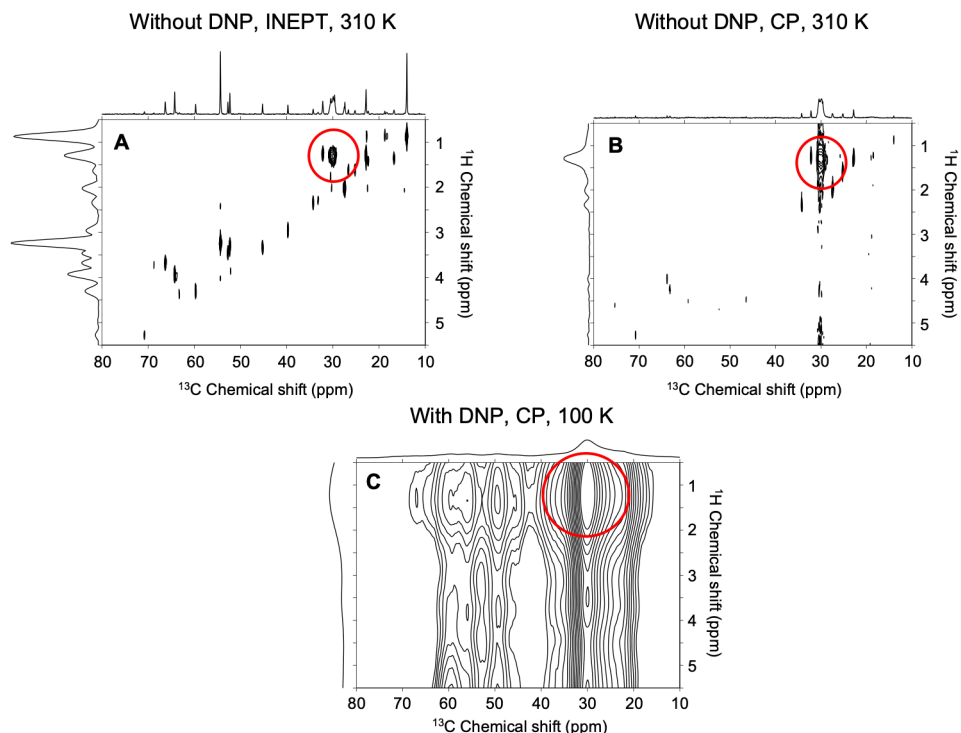 Without DNP, INEPT, 310 K
Without DNP, CP, 310 K
A
1
2
3
4
5
¹H Chemical shift (ppm)
80 70 60 50 40 30 20 10
¹³C Chemical shift (ppm)
B
1
2
3
4
5
¹H Chemical shift (ppm)
80 70 60 50 40 30 20 10
¹³C Chemical shift (ppm)
With DNP, CP, 100 K
C
1
2
3
4
5
¹H Chemical shift (ppm)
80 70 60 50 40 30 20 10
¹³C Chemical shift (ppm)